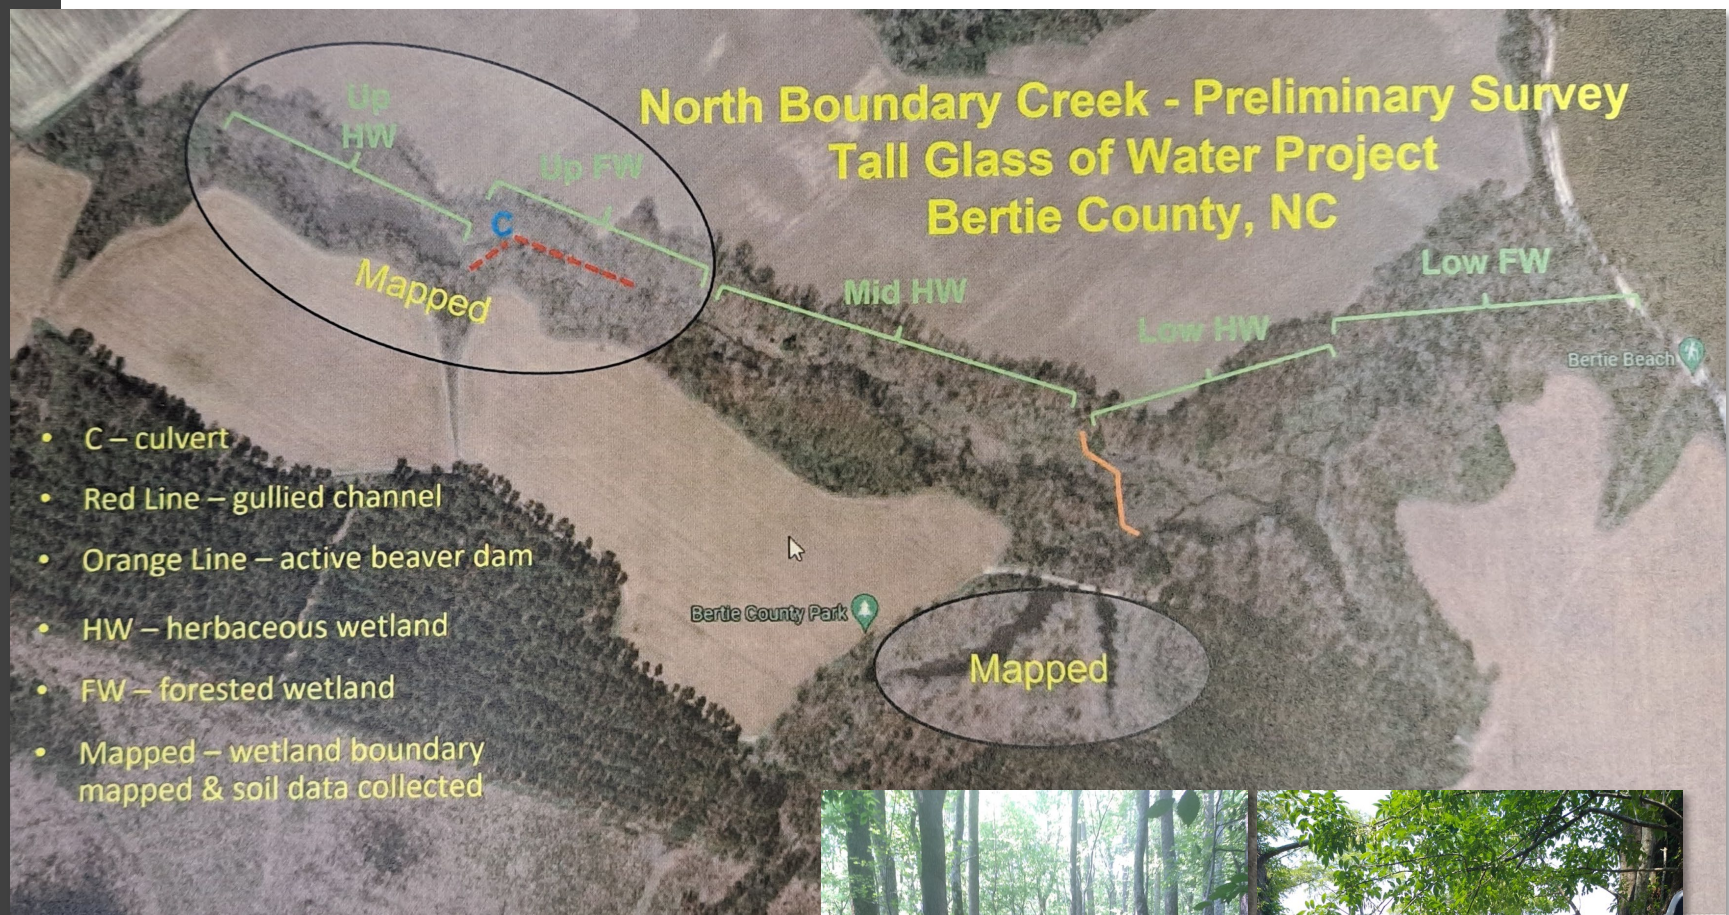 North Boundary Creek - Preliminary Survey
Tall Glass of Water Project
Bertie County, NC
Up
HW
Up FW
C
Mapped
Mid HW
Low HW
Low FW
Bertie Beach
• C – culvert
• Red Line – gullied channel
• Orange Line – active beaver dam
• HW – herbaceous wetland
• FW – forested wetland
• Mapped – wetland boundary
mapped & soil data collected
Bertie County Park
Mapped